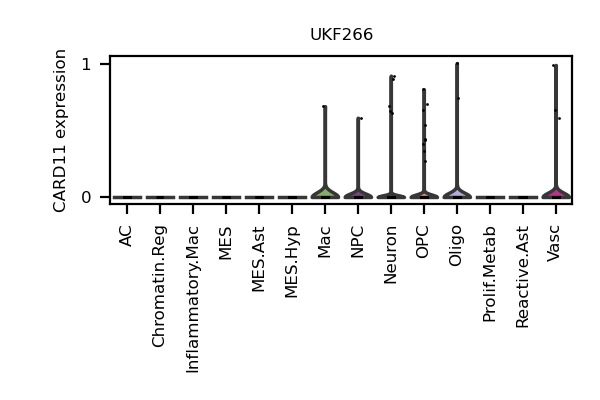 UKF266
CARD11 expression
1
0
AC
Chromatin.Reg
Inflammatory.Mac
MES
MES.Ast
MES.Hyp
Mac
NPC
Neuron
OPC
Oligo
Prolif.Metab
Reactive.Ast
Vasc